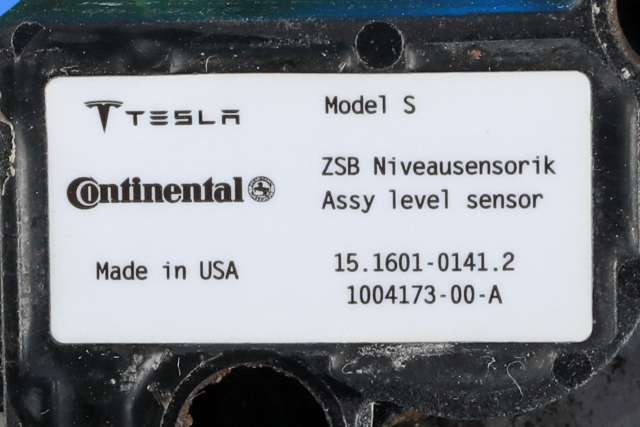 TESLA
Model S
Continental
ZSB Niveausensorik
Assy level sensor
Made in USA
15.1601-0141.2
1004173-00-A